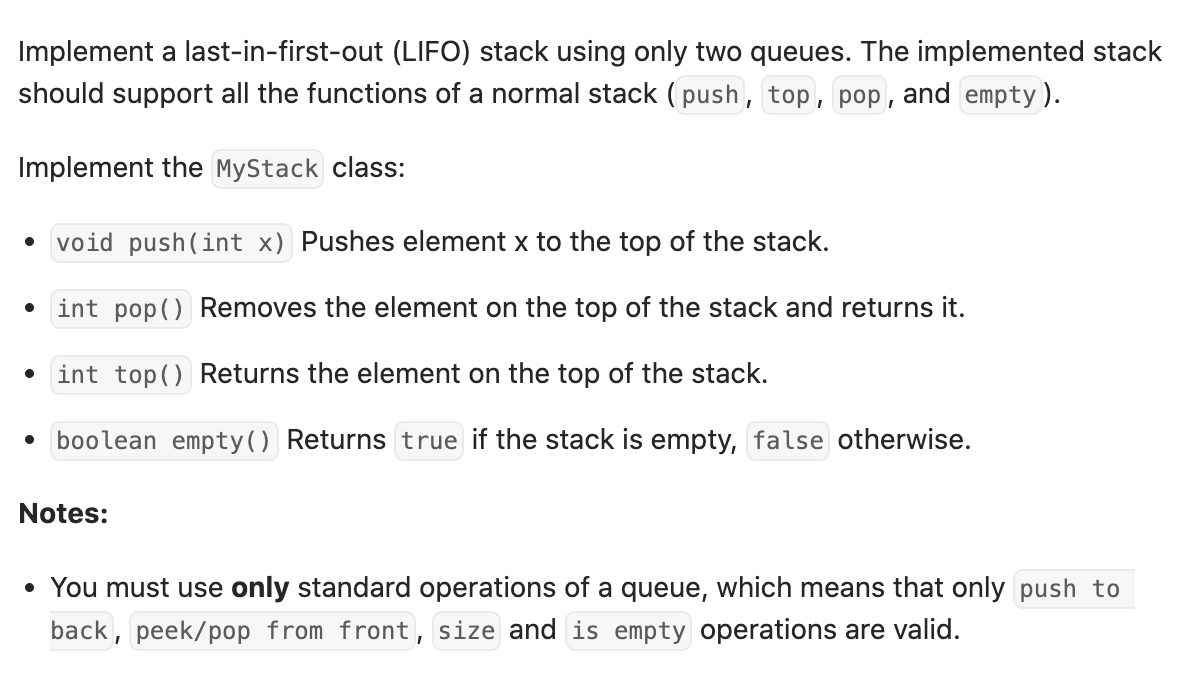 Implement a last-in-first-out (LIFO) stack using only two queues. The implemented stack
should support all the functions of a normal stack (push, top, pop, and empty).
Implement the MyStack class:
• void push(int x) Pushes element x to the top of the stack.
• int pop() Removes the element on the top of the stack and returns it.
• int top() Returns the element on the top of the stack.
• boolean empty() Returns true if the stack is empty, false otherwise.
Notes:
• You must use only standard operations of a queue, which means that only push to
back, peek/pop from front, size and is empty operations are valid.